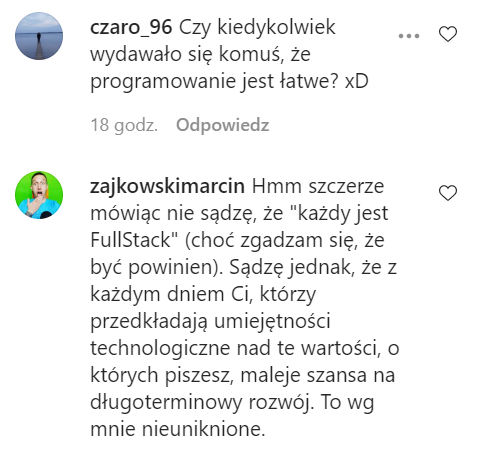 czaro_96 Czy kiedykolwiek
wydawało się komuś, że
programowanie jest łatwe? xD
18 godz. Odpowiedz
zajkowskimarcin Hmm szczerze
mówiąc nie sądzę, że "każdy jest
FullStack" (choć zgadzam się, że
być powinien). Sądzę jednak, że z
każdym dniem Ci, którzy
przedkładają umiejętności
technologiczne nad te wartości, o
których piszesz, maleje szansa na
długoterminowy rozwój. To wg
mnie nieuniknione.